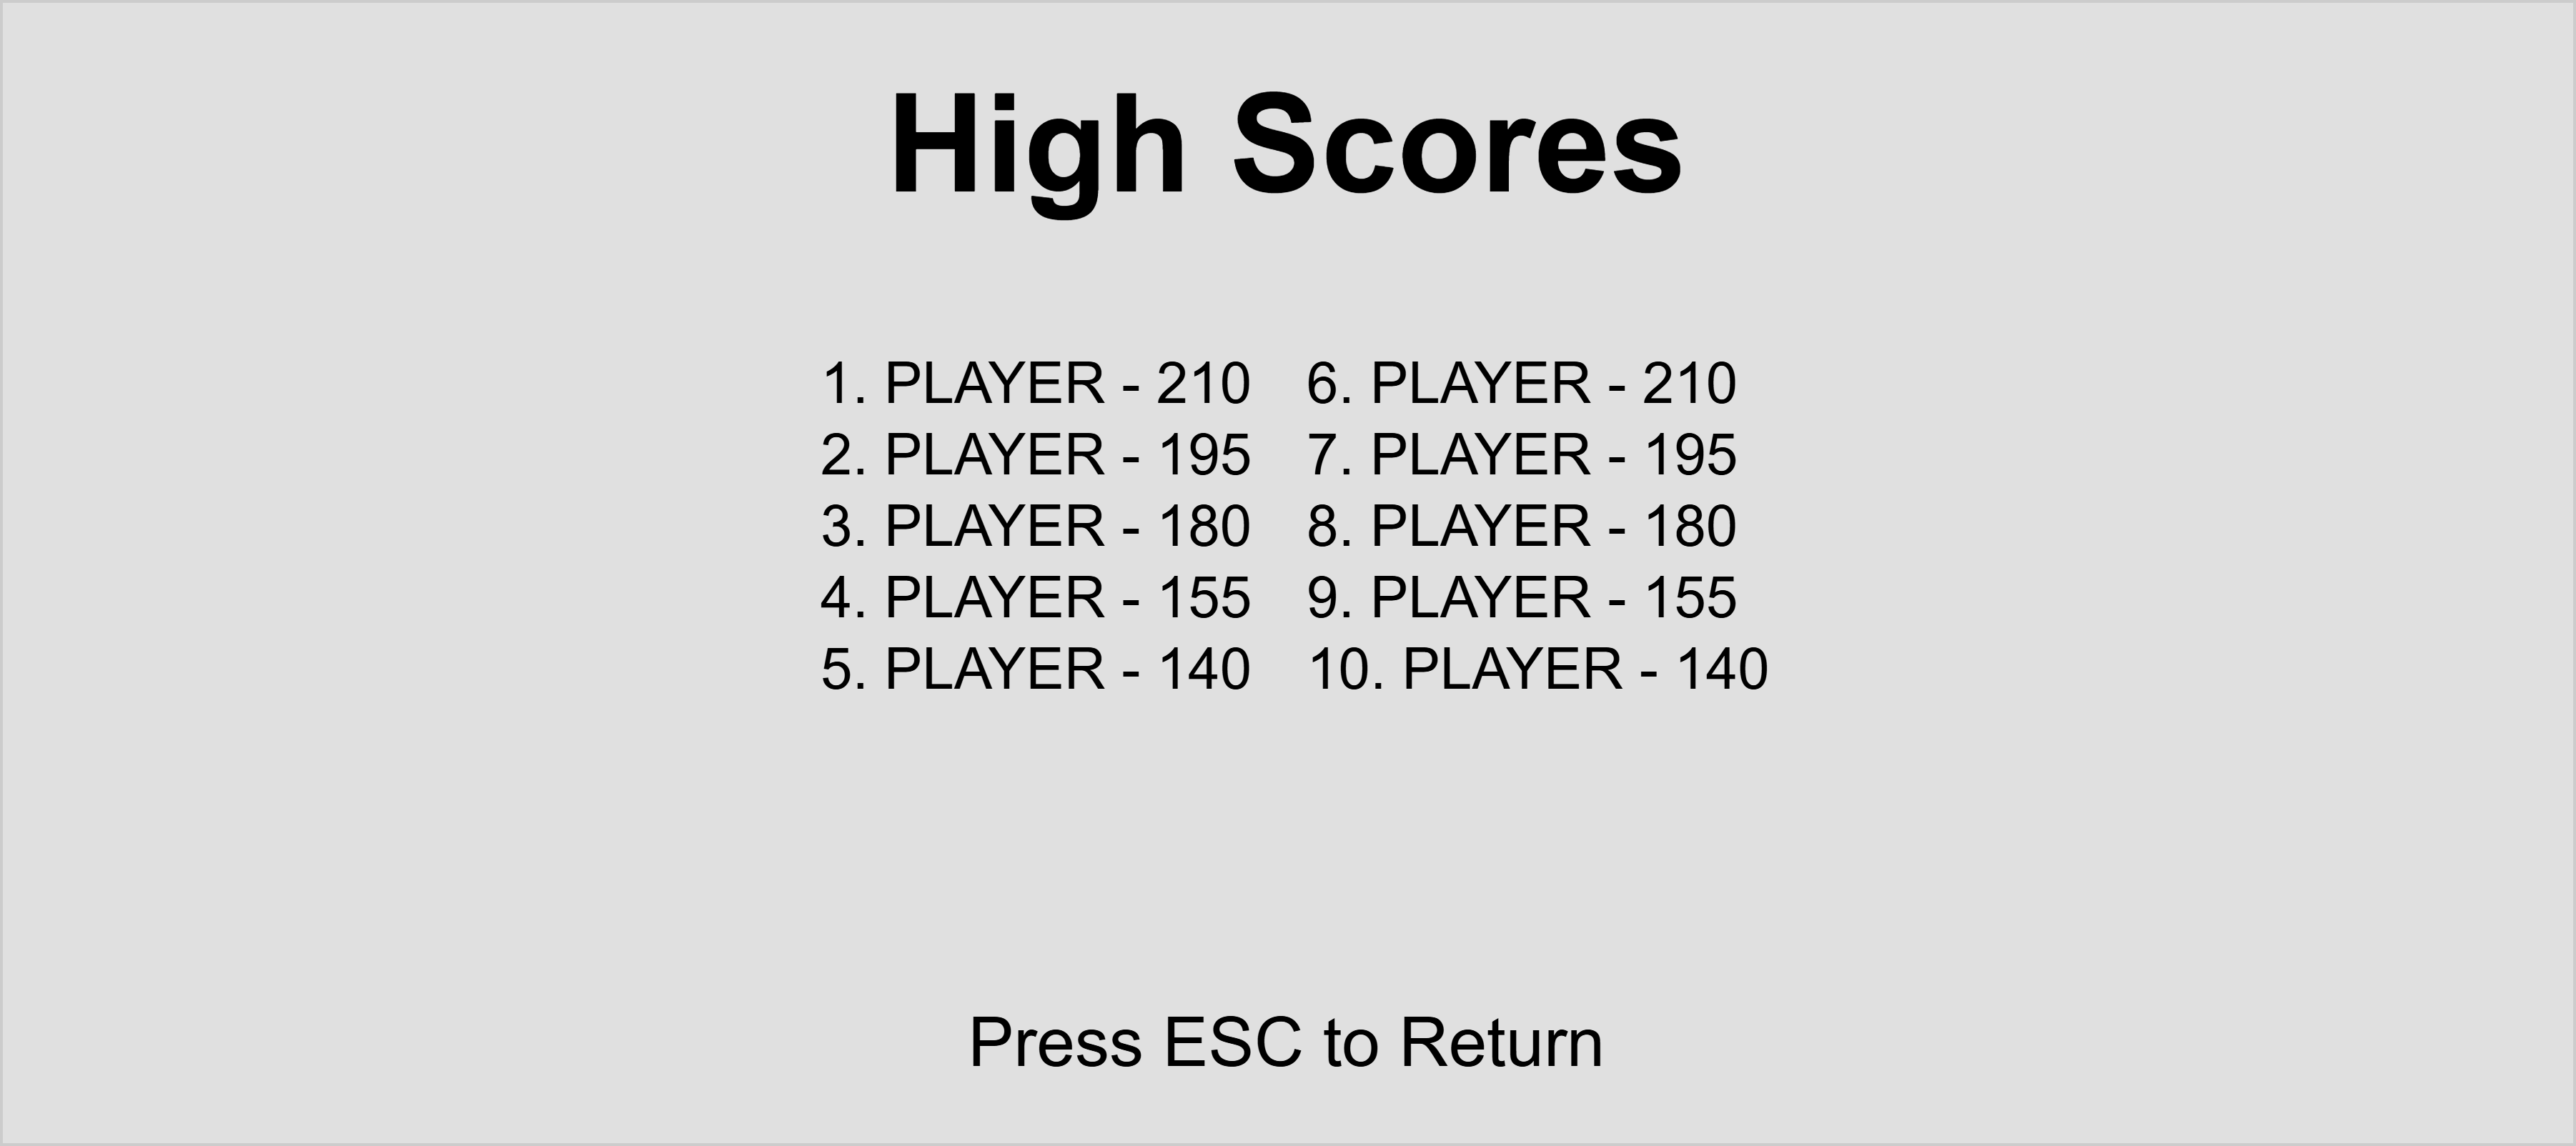 High Scores
1. PLAYER - 210
2. PLAYER - 195
3. PLAYER - 180
4. PLAYER - 155
5. PLAYER - 140
6. PLAYER - 210
7. PLAYER - 195
8. PLAYER - 180
9. PLAYER - 155
10. PLAYER - 140
Press ESC to Return